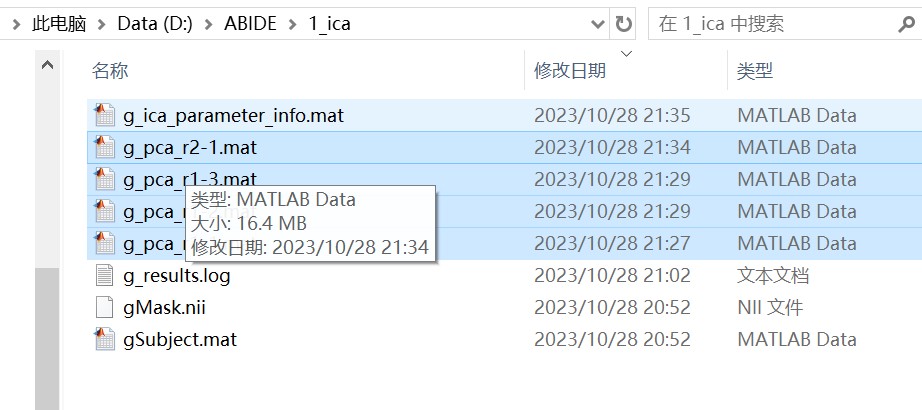 此电脑 Data (D:) ABIDE 1_ica 在 1_ica 中搜索
名称 修改日期 类型
g_ica_parameter_info.mat 2023/10/28 21:35 MATLAB Data
g_pca_r2-1.mat 2023/10/28 21:34 MATLAB Data
g_pca_r1-3.mat 2023/10/28 21:29 MATLAB Data
类型: MATLAB Data
大小: 16.4 MB
修改日期: 2023/10/28 21:34
g_pca_ 2023/10/28 21:29 MATLAB Data
g_pca_ 2023/10/28 21:27 MATLAB Data
g_results.log 2023/10/28 21:02 文本文档
gMask.nii 2023/10/28 20:52 NII 文件
gSubject.mat 2023/10/28 20:52 MATLAB Data